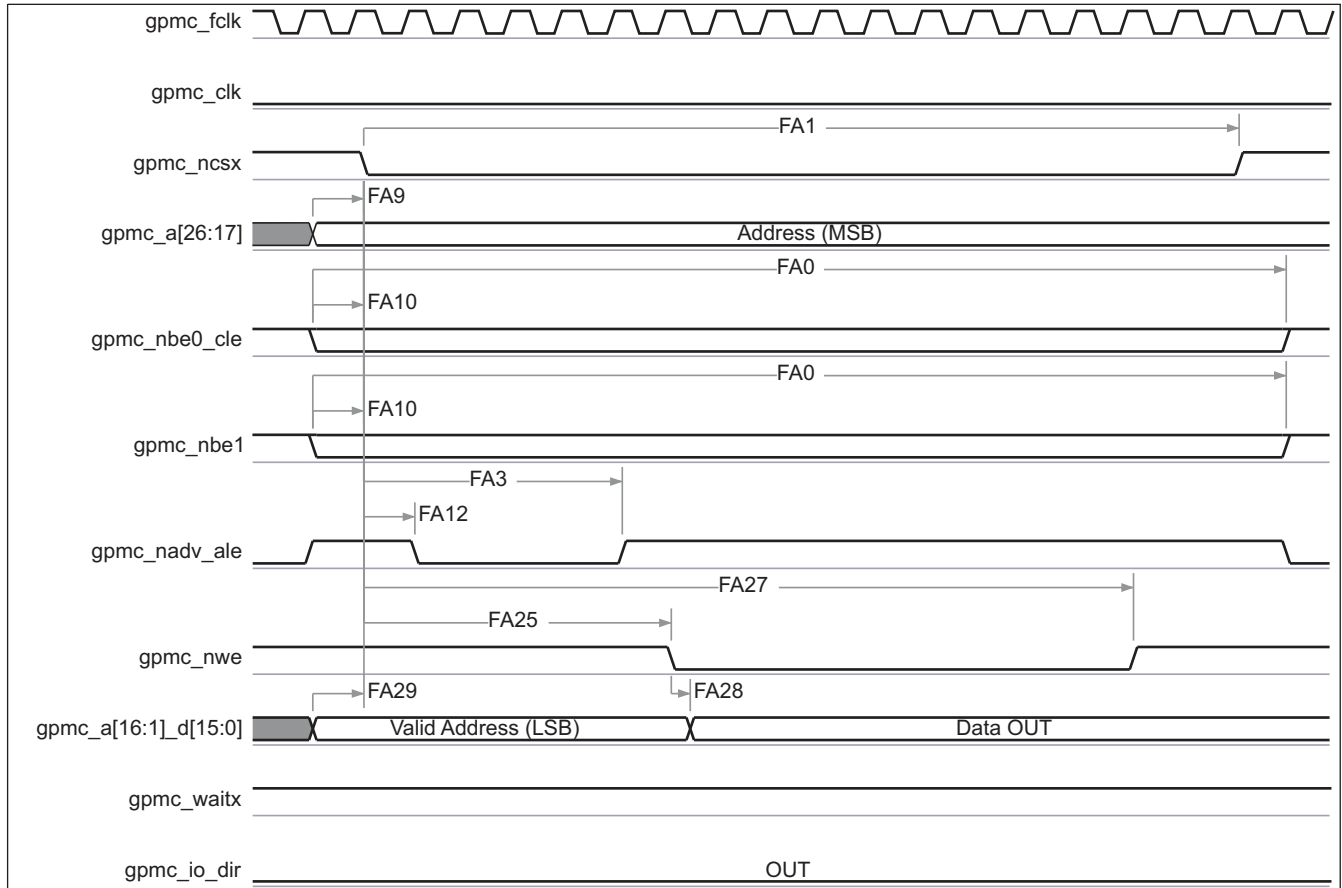 gpmc_fclk
gpmc_clk
FA1
gpmc_ncsx
FA9
gpmc_a[26:17]
Address (MSB)
FA0
FA10
gpmc_nbe0_cle
FA0
FA10
gpmc_nbe1
FA3
FA12
gpmc_nadv_ale
FA27
FA25
gpmc_nwe
FA29
FA28
gpmc_a[16:1]_d[15:0]
Valid Address (LSB)
Data OUT
gpmc_waitx
gpmc_io_dir
OUT